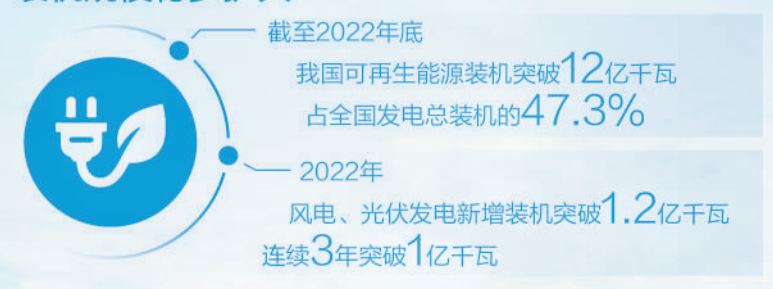 截至2022年底
我国可再生能源装机突破12亿千瓦
占全国发电总装机的47.3%
2022年
风电、光伏发电新增装机突破1.2亿千瓦
连续3年突破1亿千瓦